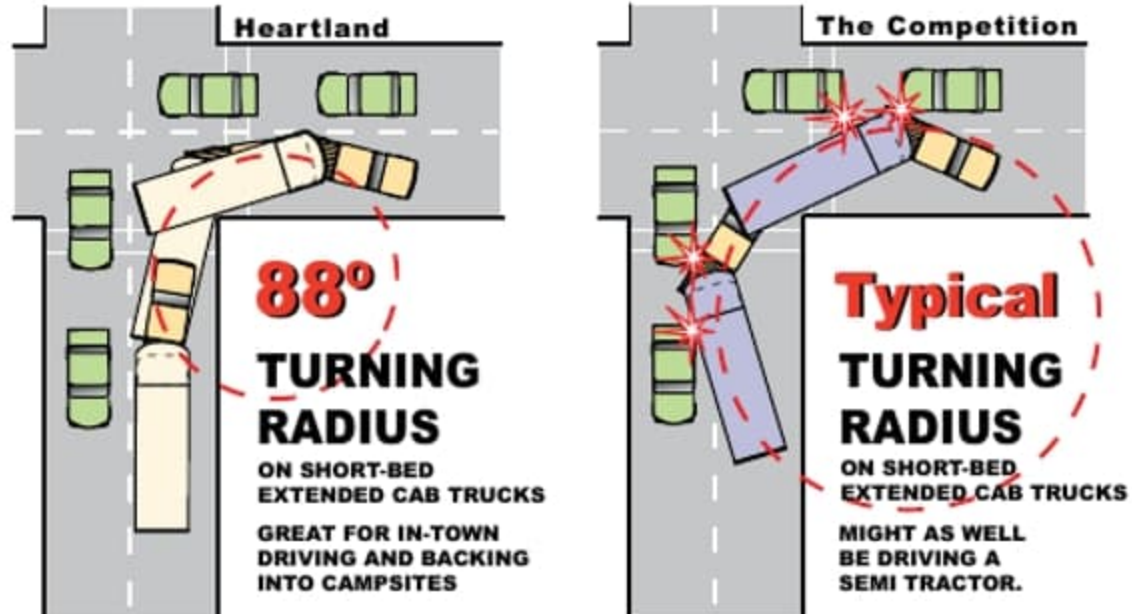 Heartland
88º
TURNING
RADIUS
ON SHORT-BED
EXTENDED CAB TRUCKS
GREAT FOR IN-TOWN
DRIVING AND BACKING
INTO CAMPSITES
The Competition
Typical
TURNING
RADIUS
ON SHORT-BED
EXTENDED CAB TRUCKS
MIGHT AS WELL
BE DRIVING A
SEMI TRACTOR.